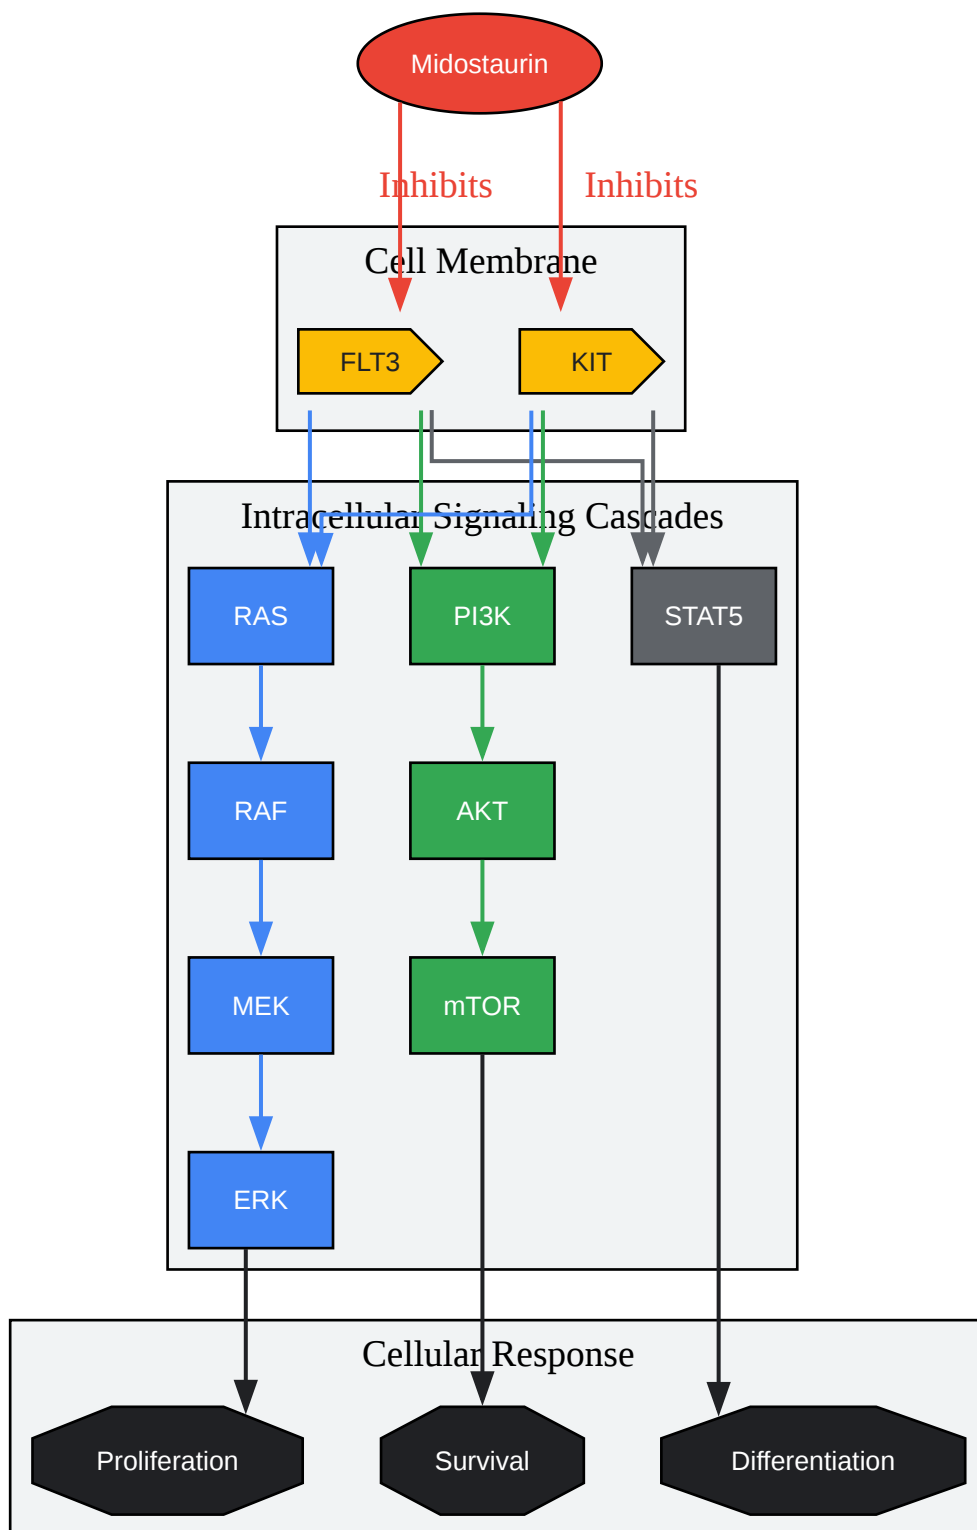 Midostaurin
Inhibits
Inhibits
Cell Membrane
FLT3
KIT
Intracellular Signaling Cascades
RAS
PI3K
STAT5
RAF
AKT
MEK
mTOR
ERK
Cellular Response
Proliferation
Survival
Differentiation